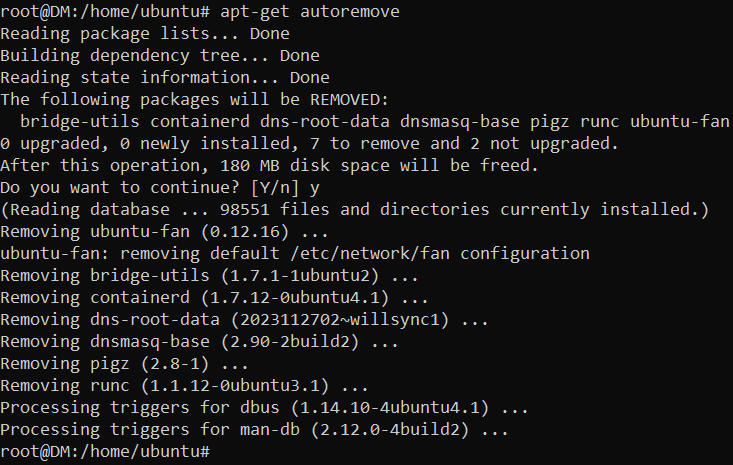 root@DM:/home/ubuntu# apt-get autoremove
Reading package lists... Done
Building dependency tree... Done
Reading state information... Done
The following packages will be REMOVED:
  bridge-utils containerd dns-root-data dnsmasq-base pigz runc ubuntu-fan
0 upgraded, 0 newly installed, 7 to remove and 2 not upgraded.
After this operation, 180 MB disk space will be freed.
Do you want to continue? [Y/n] y
(Reading database ... 98551 files and directories currently installed.)
Removing ubuntu-fan (0.12.16) ...
ubuntu-fan: removing default /etc/network/fan configuration
Removing bridge-utils (1.7.1-1ubuntu2) ...
Removing containerd (1.7.12-0ubuntu4.1) ...
Removing dns-root-data (2023112702~willsync1) ...
Removing dnsmasq-base (2.90-2build2) ...
Removing pigz (2.8-1) ...
Removing runc (1.1.12-0ubuntu3.1) ...
Processing triggers for dbus (1.14.10-4ubuntu4.1) ...
Processing triggers for man-db (2.12.0-4build2) ...
root@DM:/home/ubuntu#